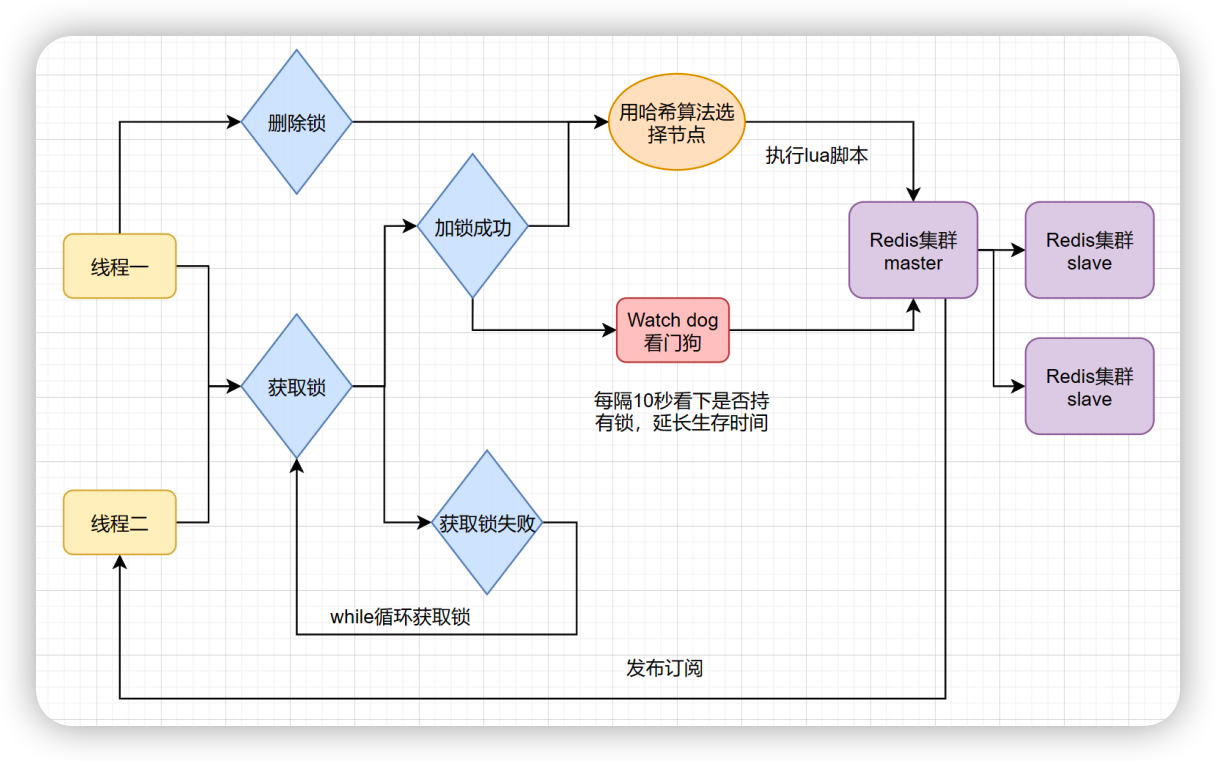 删除锁
用哈希算法选
择节点
执行lua脚本
加锁成功
Redis集群
master
Redis集群
slave
线程一
Watch dog
看门狗
Redis集群
slave
获取锁
每隔10秒看下是否持
有锁，延长生存时间
线程二
获取锁失败
while循环获取锁
发布订阅